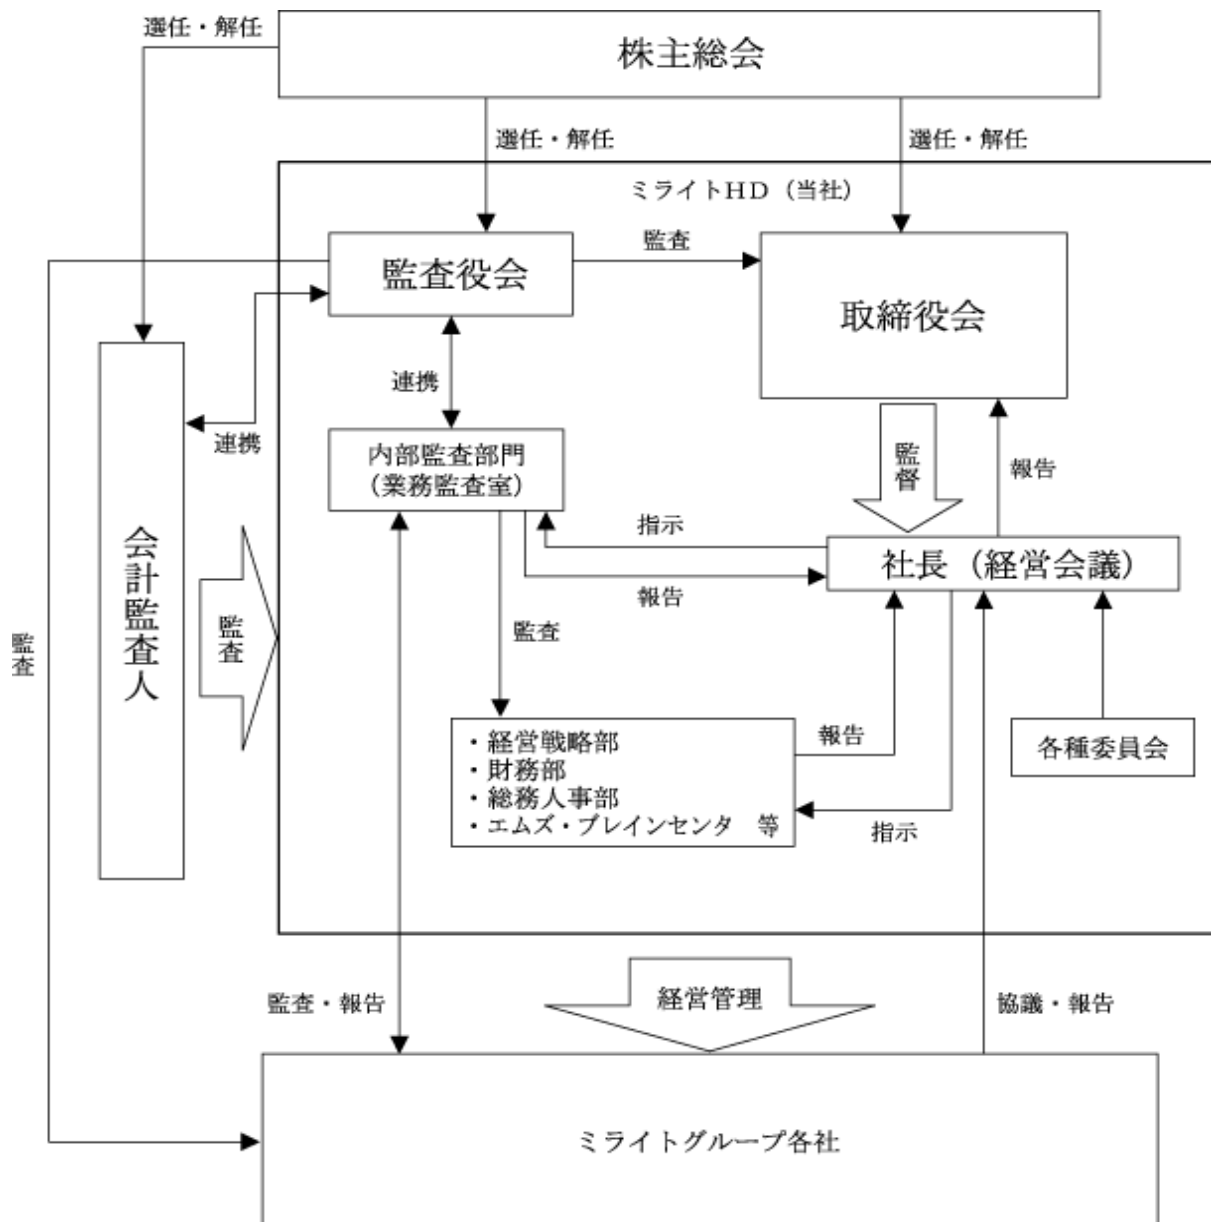 選任・解任
株主総会
選任・解任
選任・解任
ミライトHD（当社）
監査役会
監査
取締役会
連携
連携
内部監査部門
（業務監査室）
監督
報告
指示
社長（経営会議）
報告
会計監査人
監査
監査
監査
・経営戦略部
・財務部
・総務人事部
・エムズ・ブレインセンタ　等
報告
指示
各種委員会
監査・報告
経営管理
協議・報告
ミライトグループ各社